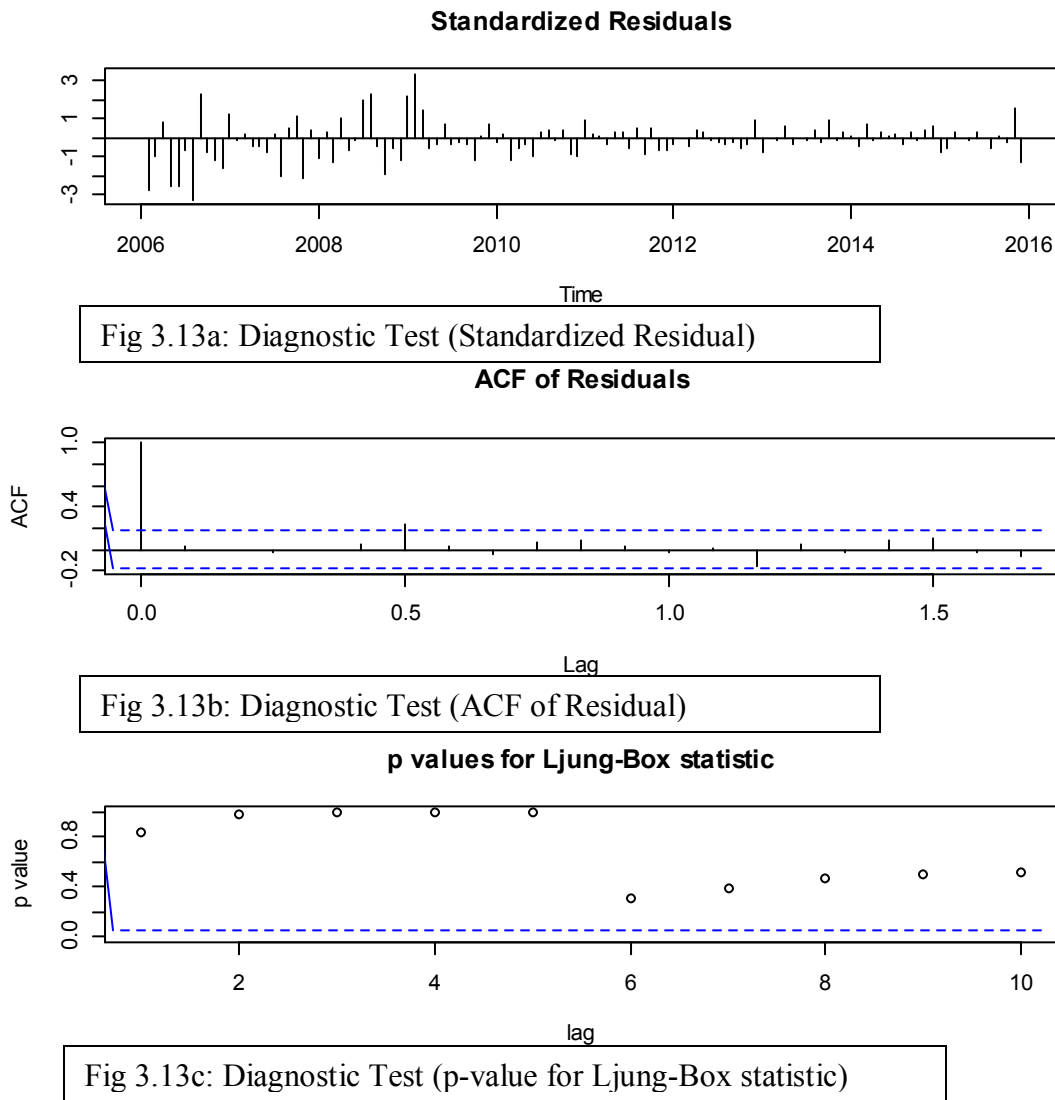 Standardized Residuals
3
1
-1
-3
2006 2008 2010 2012 2014 2016
Time
Fig 3.13a: Diagnostic Test (Standardized Residual)
ACF of Residuals
ACF
1.0
0.4
-0.2
0.0 0.5 1.0 1.5
Lag
Fig 3.13b: Diagnostic Test (ACF of Residual)
p values for Ljung-Box statistic
p value
0.8
0.4
0.0
2 4 6 8 10
lag
Fig 3.13c: Diagnostic Test (p-value for Ljung-Box statistic)